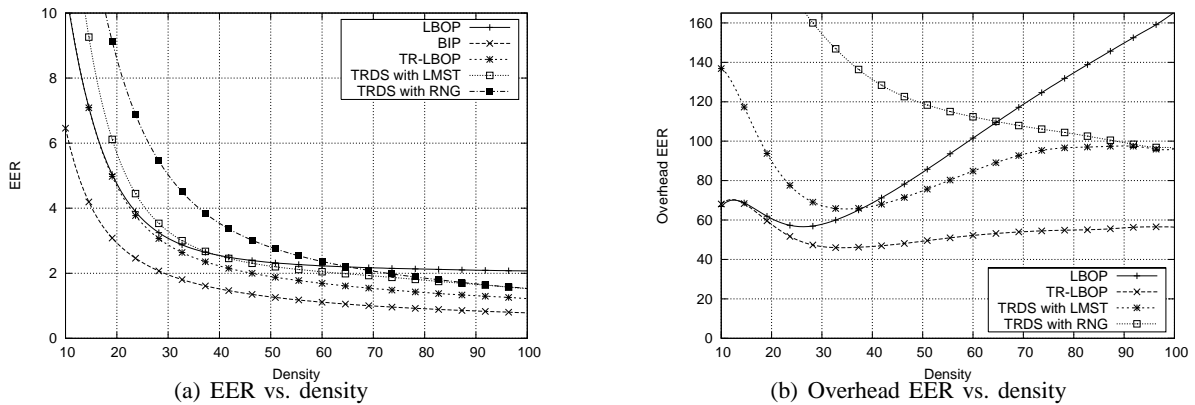 EER
10
8
6
4
2
0
10 20 30 40 50 60 70 80 90 100
Density
LBOP
BIP
TR-LBOP
TRDS with LMST
TRDS with RNG
(a) EER vs. density
Overhead EER
160
140
120
100
80
60
40
20
0
10 20 30 40 50 60 70 80 90 100
Density
LBOP
TR-LBOP
TRDS with LMST
TRDS with RNG
(b) Overhead EER vs. density